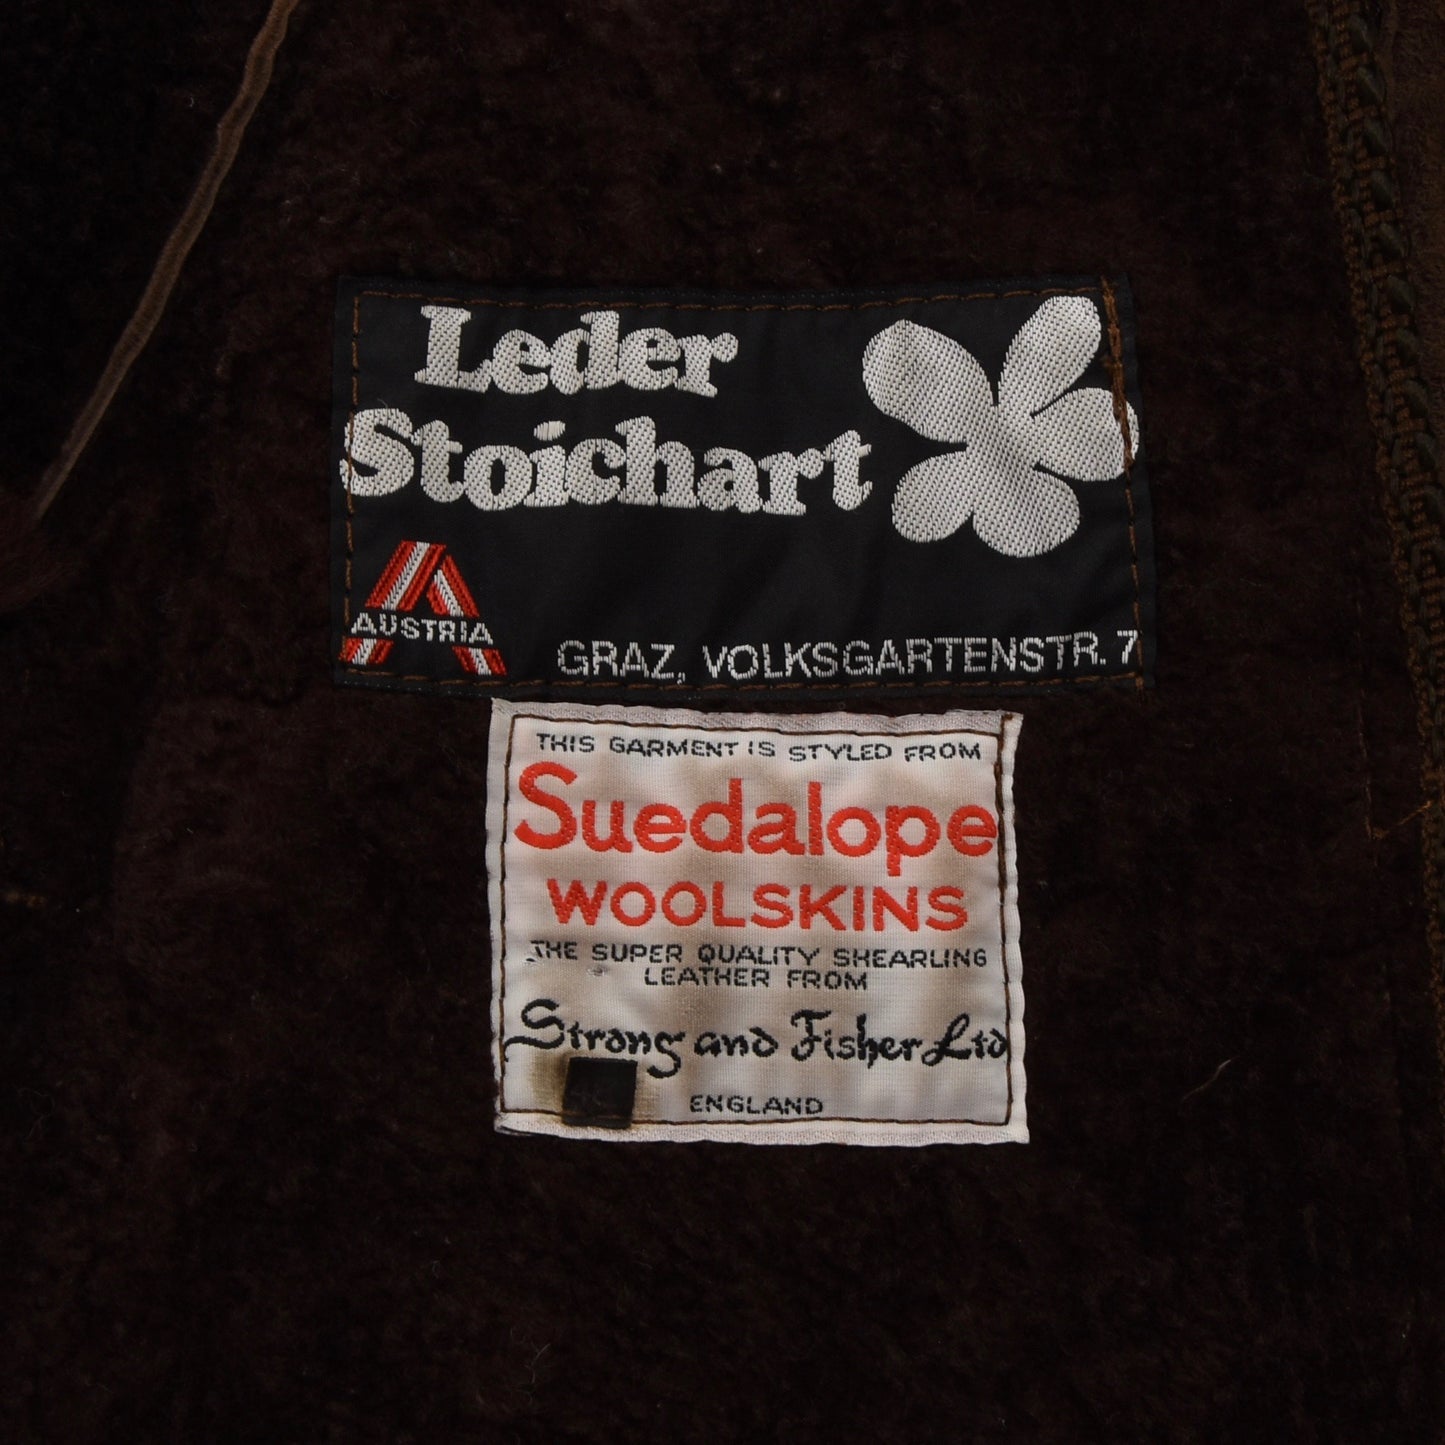 Leder
Stoichart
AUSTRIA
GRAZ, VOLKSGARTENSTR. 7
THIS GARMENT IS STYLED FROM
Suedalope
WOOLSKINS
THE SUPER QUALITY SHEARLING
LEATHER FROM
Strong and Fisher Ltd
ENGLAND